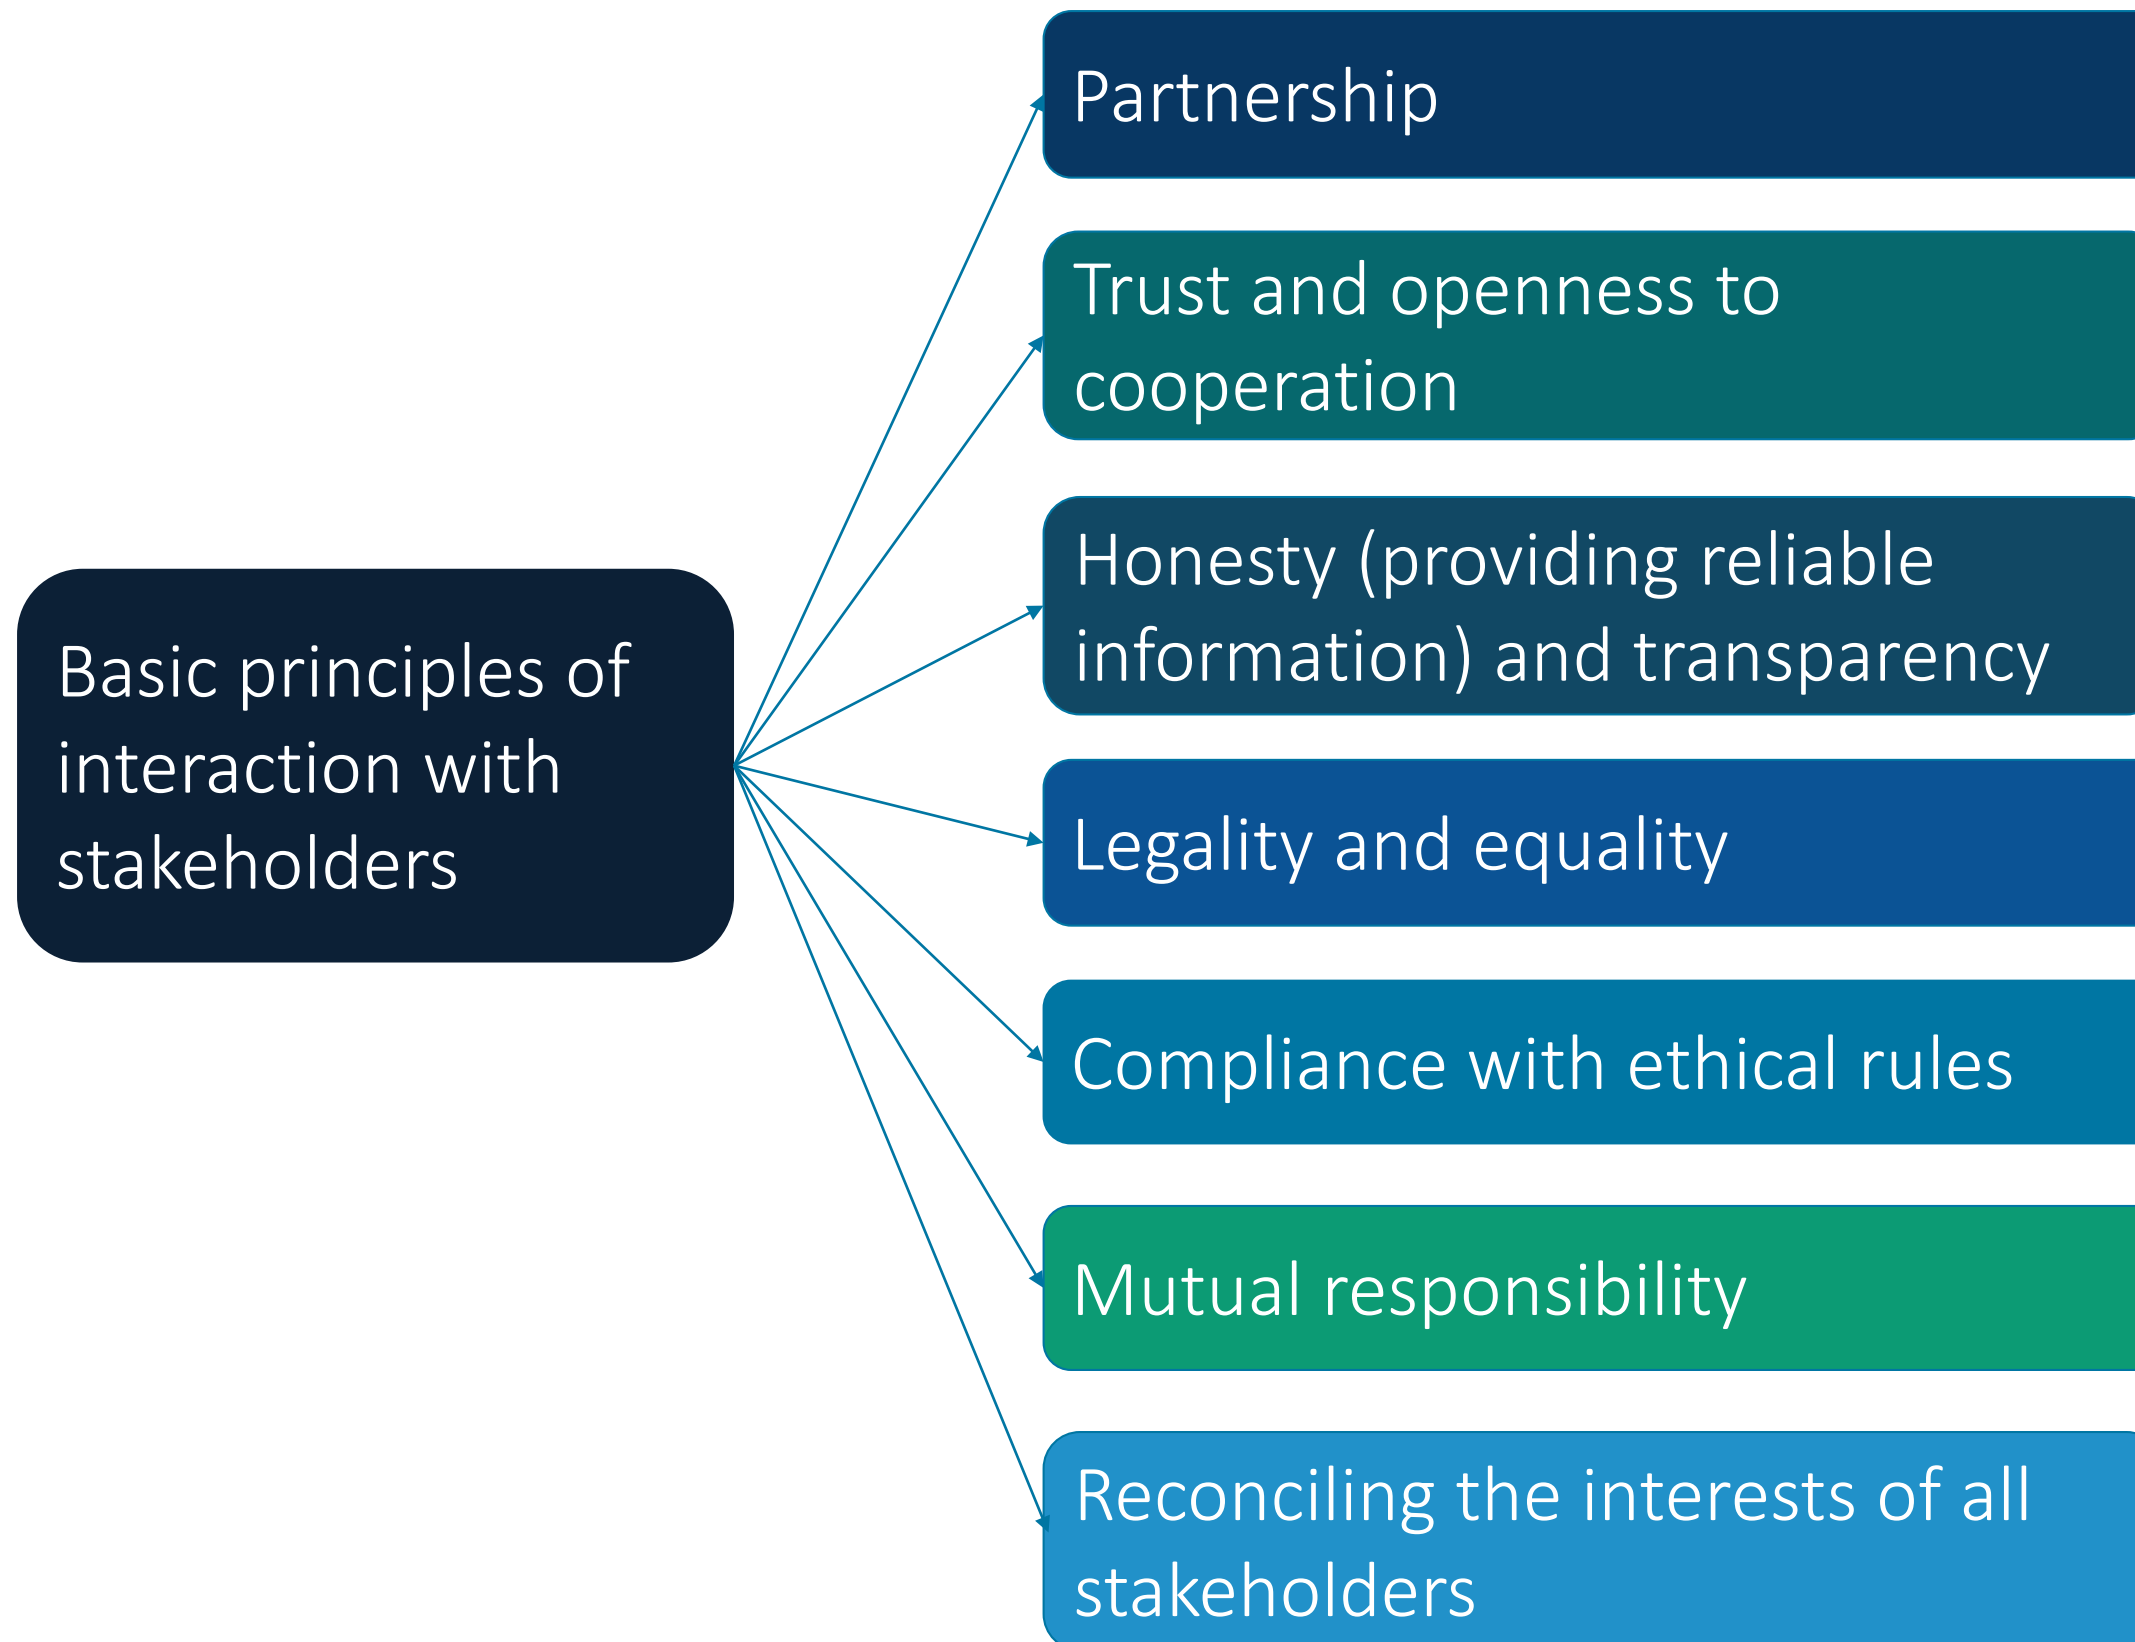 Basic principles of
interaction with
stakeholders
Partnership
Trust and openness to
cooperation
Honesty (providing reliable
information) and transparency
Legality and equality
Compliance with ethical rules
Mutual responsibility
Reconciling the interests of all
stakeholders